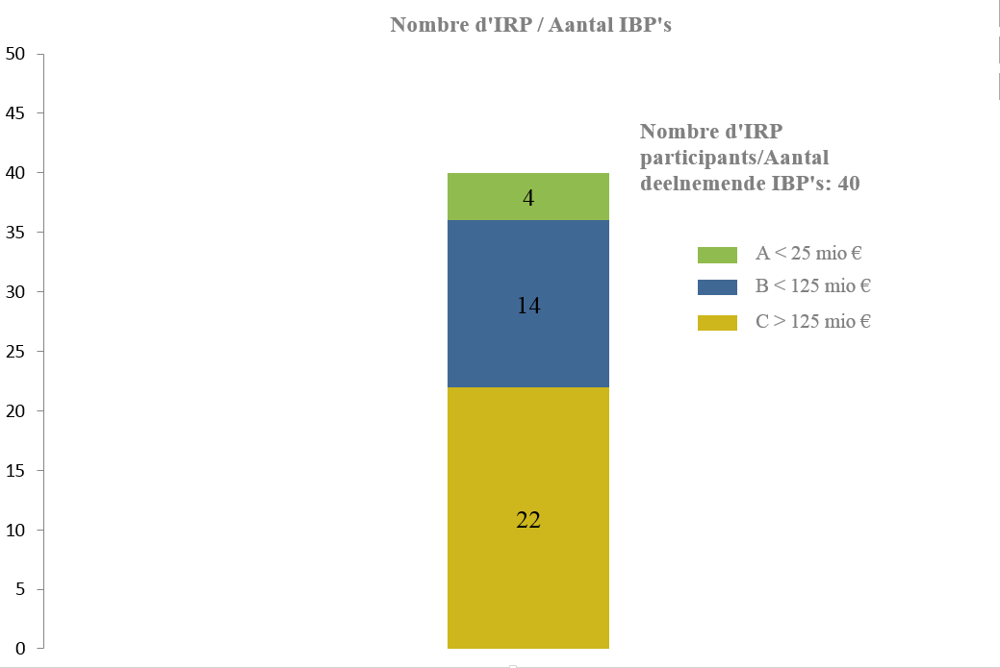 Nombre d'IRP / Aantal IBP's
50
45
40
35
30
25
20
15
10
5
0
4
14
22
Nombre d'IRP
participants/Aantal
deelnemende IBP's: 40
A < 25 mio €
B < 125 mio €
C > 125 mio €